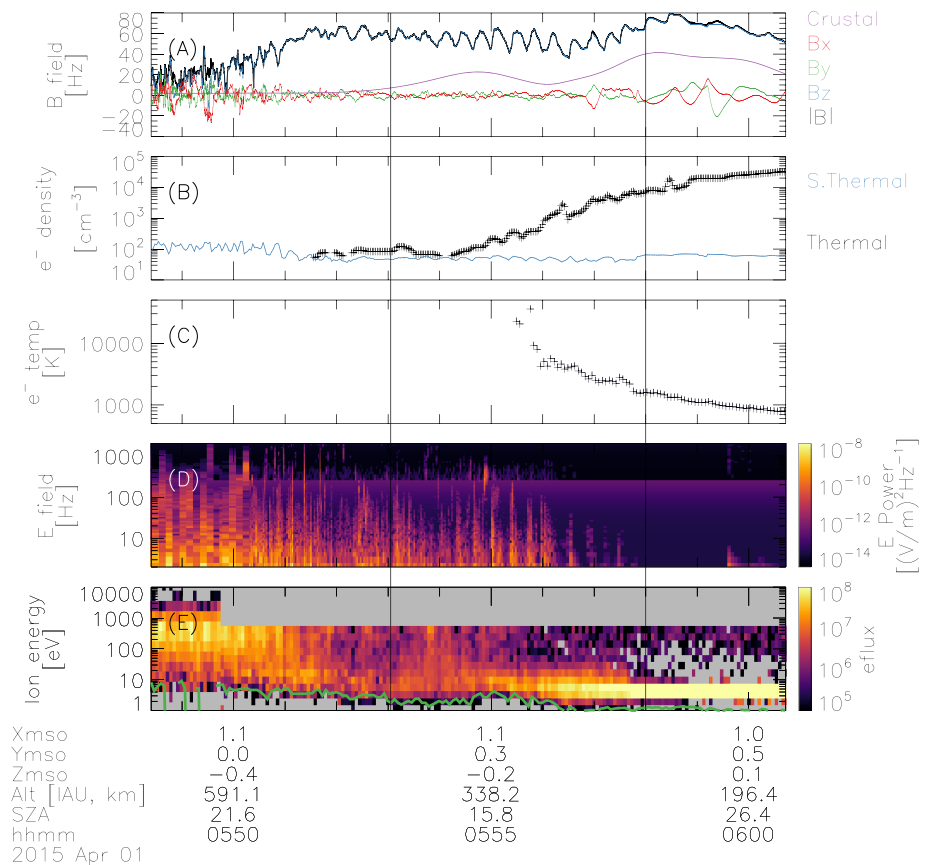 80
60
40
20
0
−20
−40
B field
[Hz]
(A)
Crustal
Bx
By
Bz
|B|
10^5
10^4
10^3
10^2
10^1
e^− density
[cm^−3]
(B)
S.Thermal
Thermal
10000
1000
e^− temp
[K]
(C)
1000
100
10
E field
[Hz]
(D)
10^−8
10^−10
10^−12
10^−14
E Power
[(V/m)^2Hz^−1]
10000
1000
100
10
1
Ion energy
[eV]
(E)
10^8
10^7
10^6
10^5
eflux
Xmso 1.1 1.1 1.0
Ymso 0.0 0.3 0.5
Zmso −0.4 −0.2 0.1
Alt [IAU, km] 591.1 338.2 196.4
SZA 21.6 15.8 26.4
hhmm 0550 0555 0600
2015 Apr 01